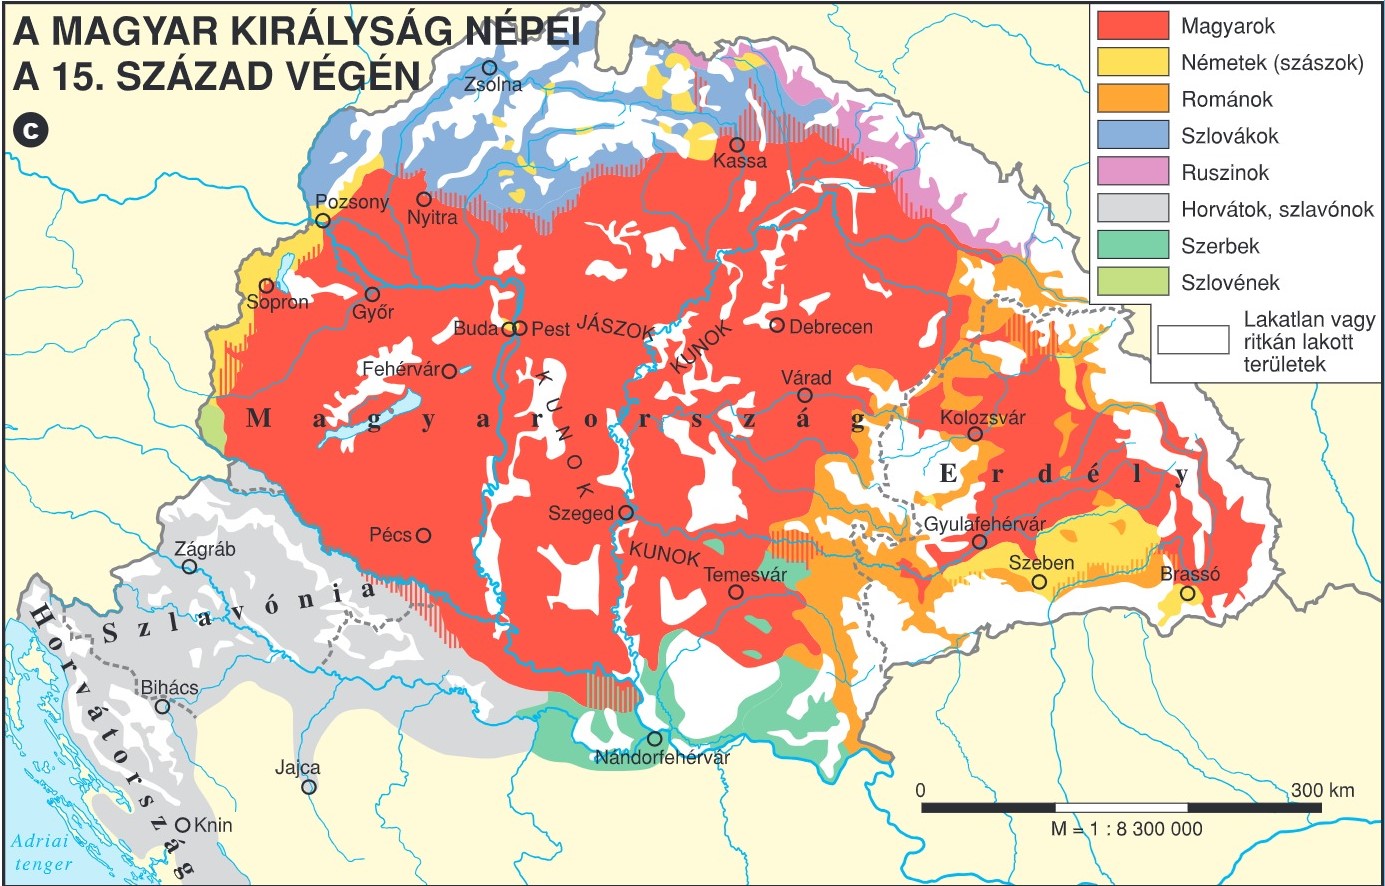 A MAGYAR KIRÁLYSÁG NÉPEI
A 15. SZÁZAD VÉGÉN
c
Magyarok
Németek (szászok)
Románok
Szlovákok
Ruszinok
Horvátok, szlavónok
Szerbek
Szlovének
Lakatlan vagy
ritkán lakott
területek
Zsolna
Kassa
Pozsony
Nyitra
Sopron
Győr
Buda
Pest
JÁSZOK
KUNOK
Debrecen
Fehérvár
KUNOK
Várad
Magyarország
Kolozsvár
Erdély
Szeged
Pécs
Gyulafehérvár
KUNOK
Temesvár
Szeben
Brassó
Zágráb
Szlavónia
Horvátország
Bihács
Nándorfehérvár
Jajca
Knin
Adriai
tenger
0
300 km
M = 1 : 8 300 000